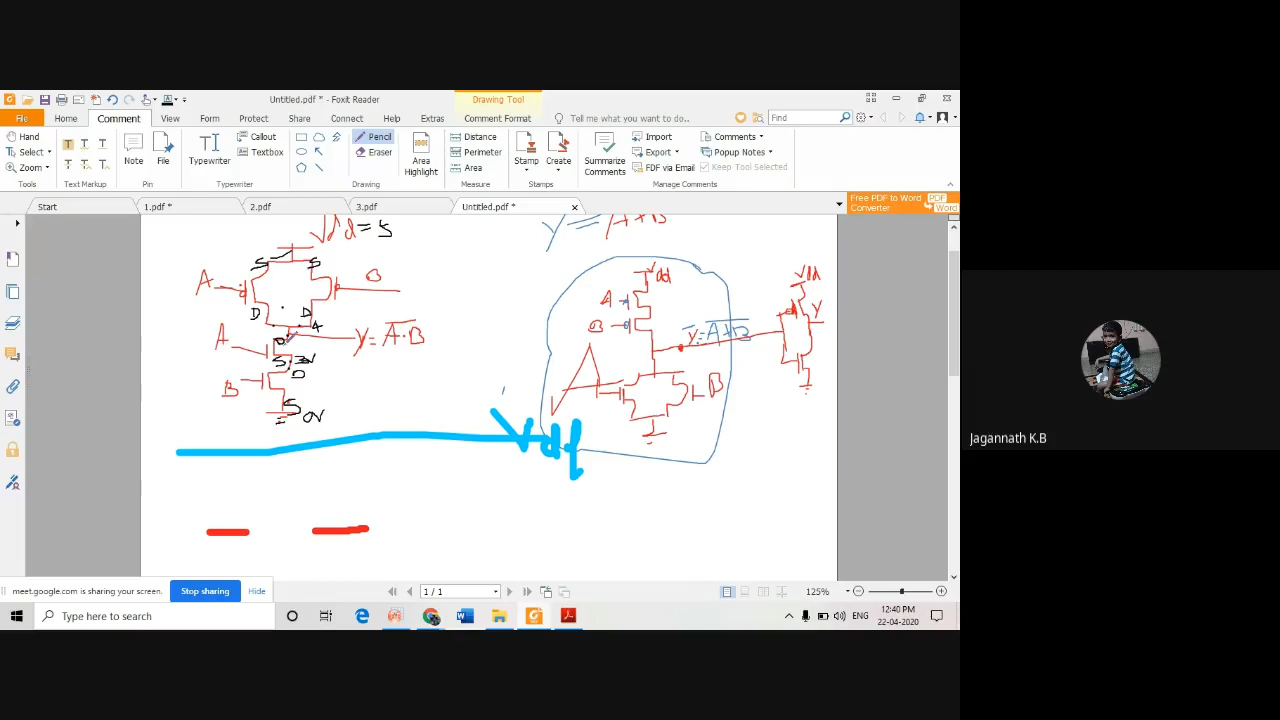 Untitled.pdf * - Foxit Reader
Drawing Tool
File
Home
Comment
View
Form
Protect
Connect
Help
Extras
Comment Format
Tell me what you want to do..
Find
Hand
Select
Zoom
Tools
Text Markup
Note
File
Pin
Typewriter
Callout
Textbox
Typewriter
Pencil
Eraser
Drawing
Area Highlight
Distance
Perimeter
Area
Measure
Stamp
Create
Stamps
Summarize Comments
Import
Export
FDF via Email
Comments
Popup Notes
Keep Tool Selected
Manage Comments
Start
1.pdf *
2.pdf
3.pdf
Untitled.pdf *
Free PDF to Word Converter
PDF
Word
Vdd = 5
S
S
A
B
D
D
A
Y = A̅·̅B̅
S
D
B
S
0V
Vdd
A
B
Y = A̅+̅B̅
B
Vdd
Y
meet.google.com is sharing your screen.
Stop sharing
Hide
1 / 1
125%
Type here to search
ENG
12:40 PM
22-04-2020
Jagannath K.B